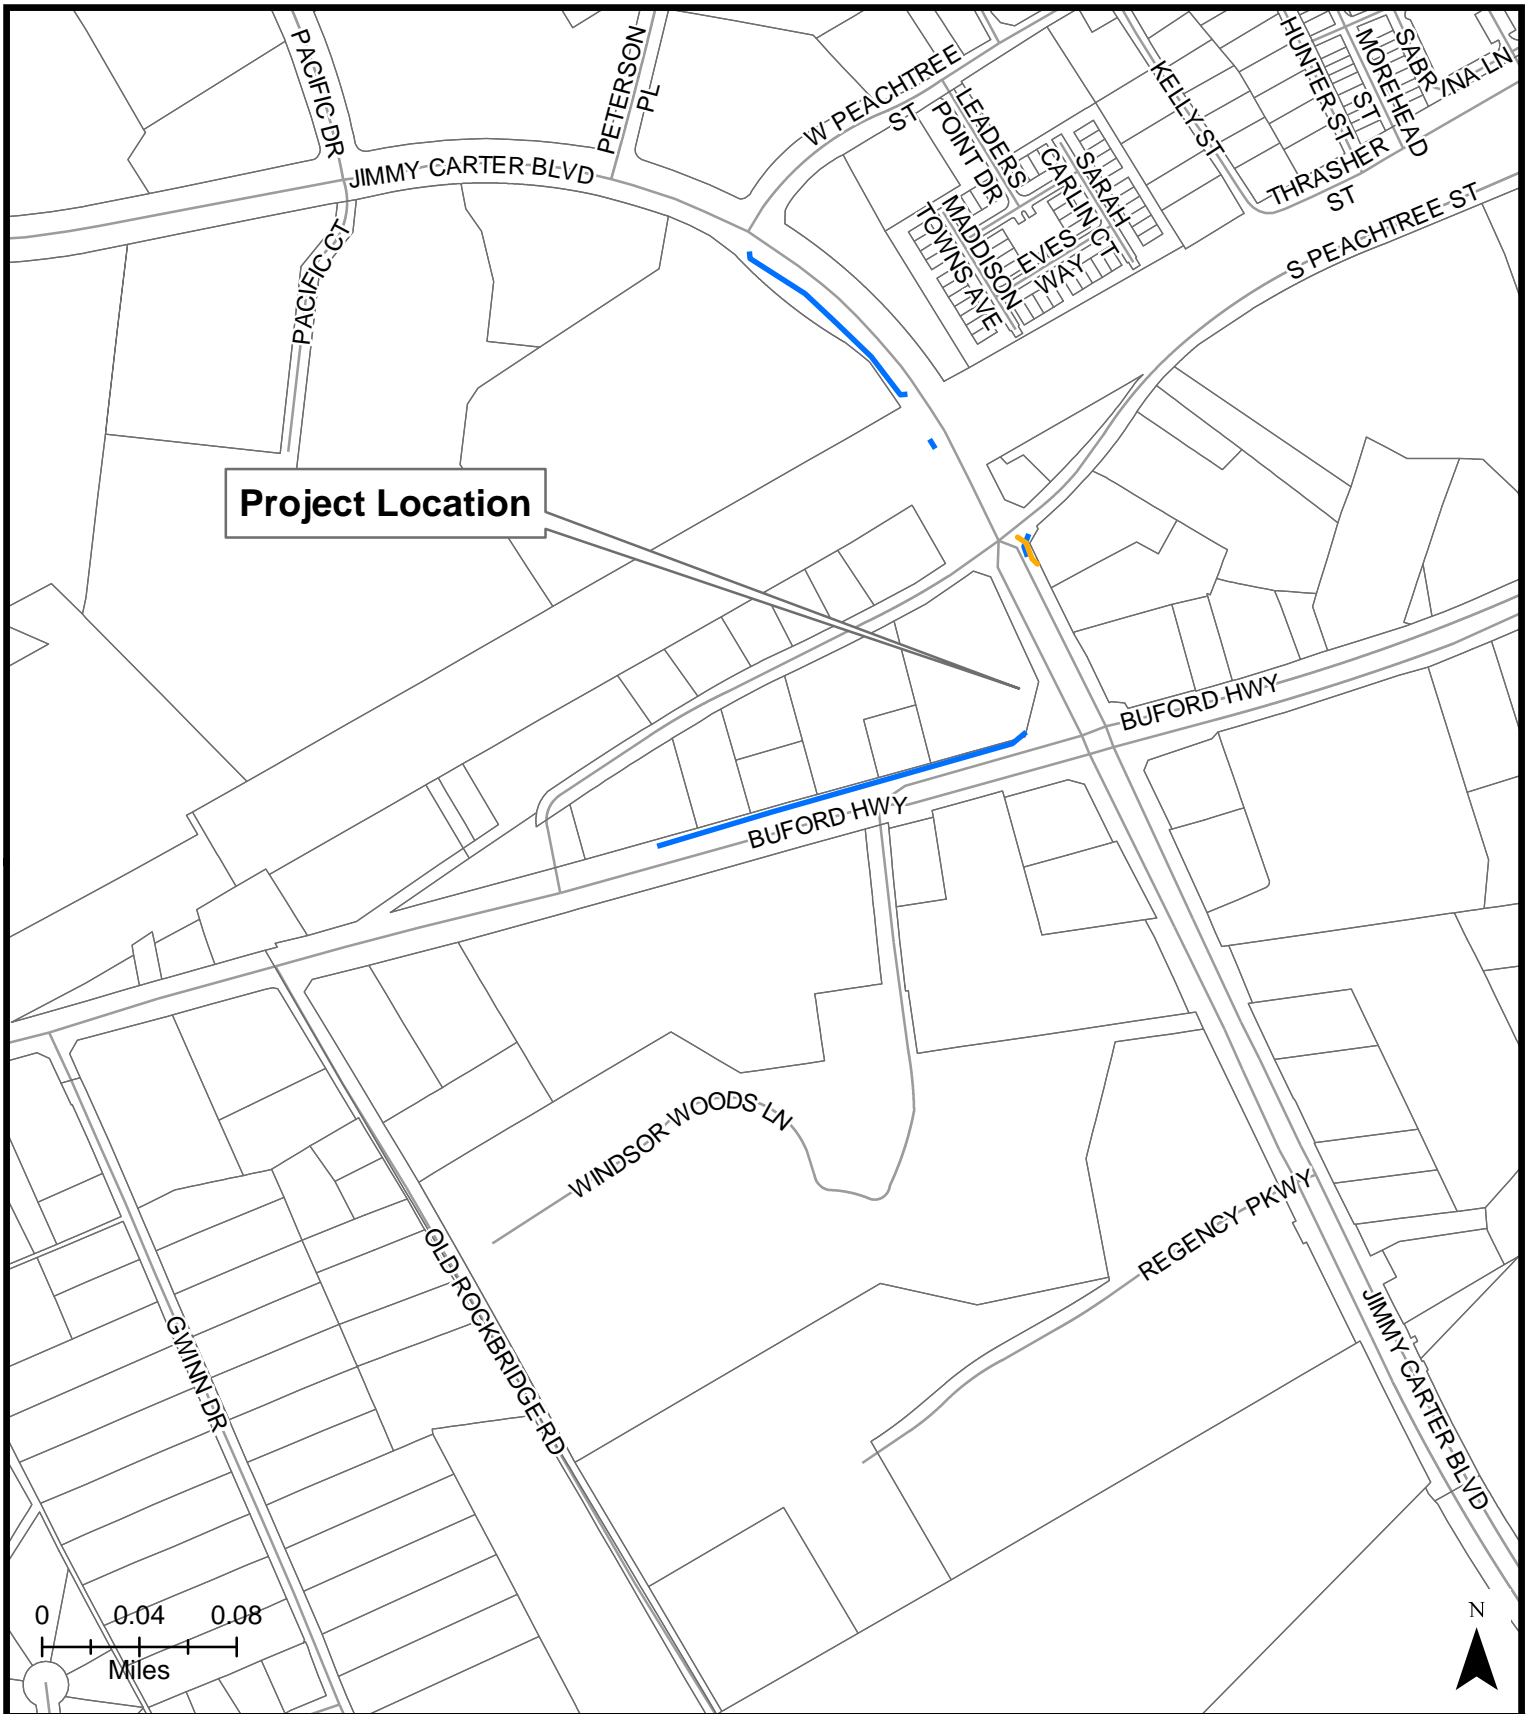 PACIFIC DR
PETERSON
PL
W PEACHTREE
ST
LEADERS
POINT DR
KELLY ST
HUNTER ST
MOREHEAD
ST
SABRINA LN
JIMMY CARTER BLVD
CARLIN CT
SARAH
THRASHER
ST
MADDISON
TOWNS AVE
EVES
WAY
S PEACHTREE ST
PACIFIC CT
Project Location
BUFORD HWY
BUFORD HWY
WINDSOR WOODS LN
REGENCY PKWY
OLD ROCKBRIDGE RD
GWINN DR
JIMMY CARTER BLVD
0 0.04 0.08
Miles
N